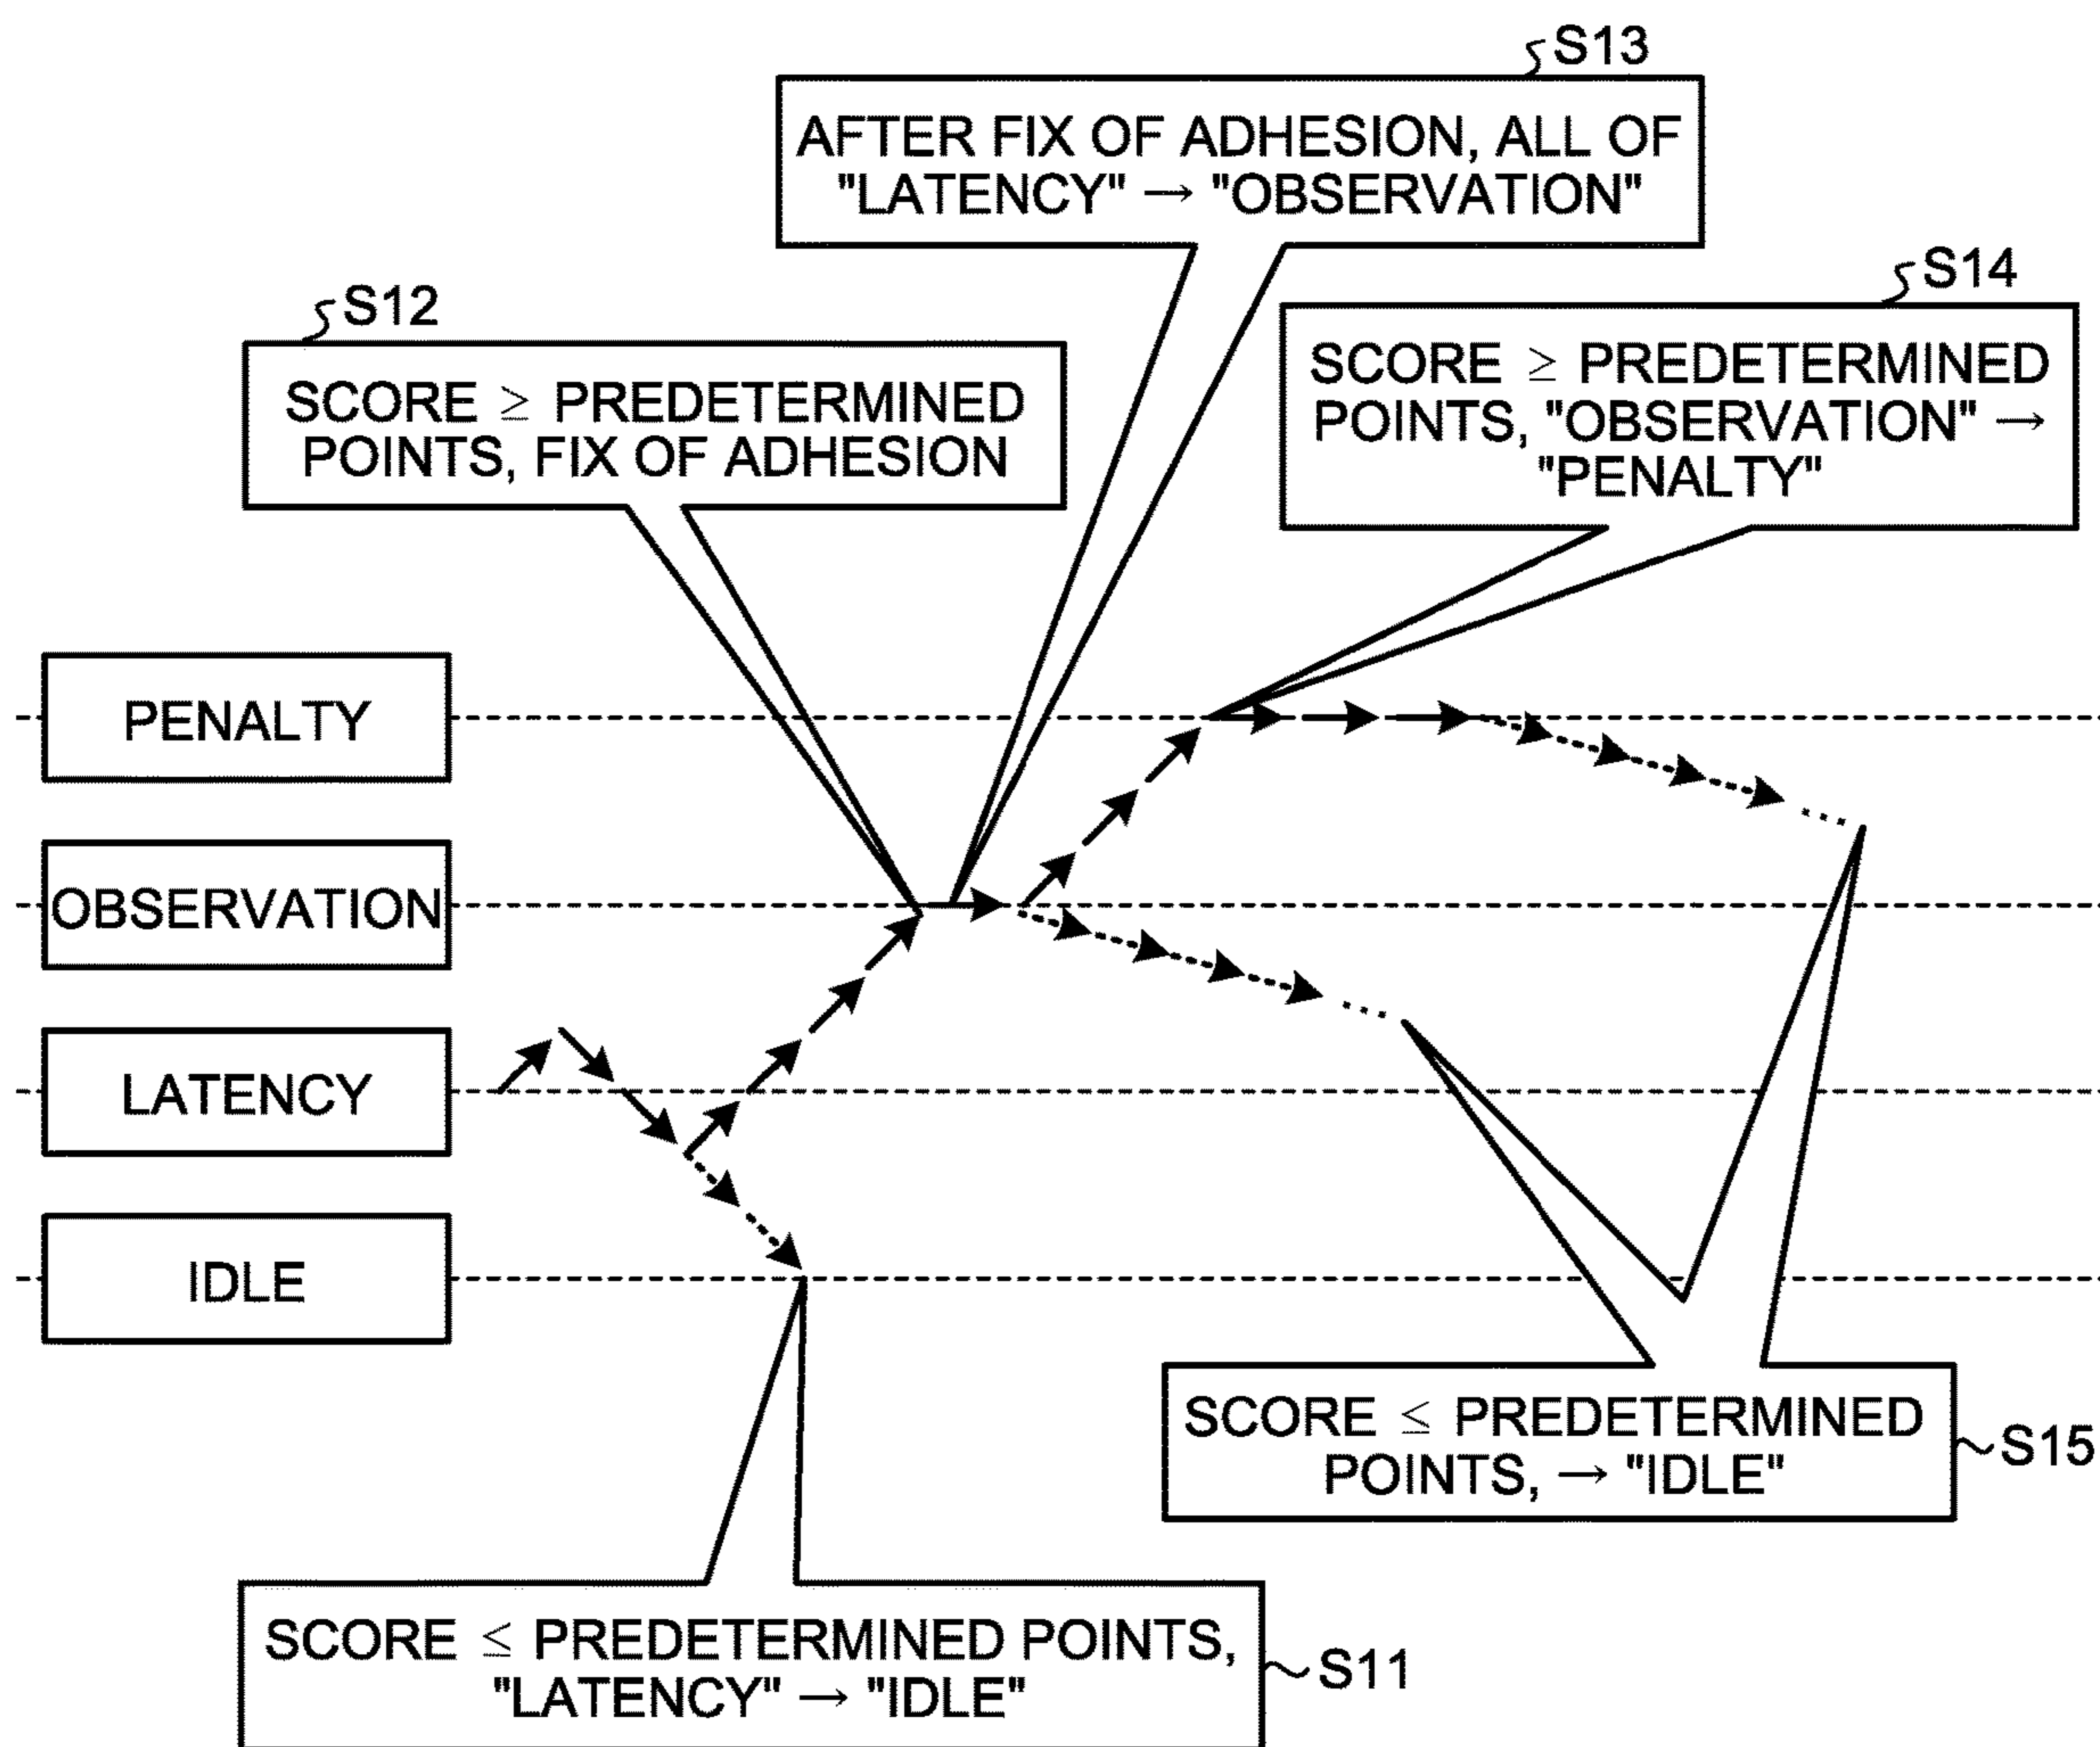 S13
AFTER FIX OF ADHESION, ALL OF
"LATENCY" → "OBSERVATION"
S14
SCORE ≥ PREDETERMINED
POINTS, "OBSERVATION" →
"PENALTY"
S12
SCORE ≥ PREDETERMINED
POINTS, FIX OF ADHESION
PENALTY
OBSERVATION
LATENCY
IDLE
SCORE ≤ PREDETERMINED
POINTS, → "IDLE"
S15
SCORE ≤ PREDETERMINED POINTS,
"LATENCY" → "IDLE"
S11